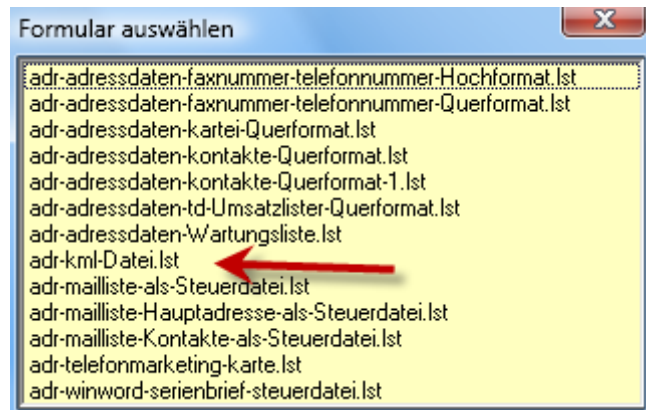 Formular auswählen
adr-adressdaten-faxnummer-telefonnummer-Hochformat.lst
adr-adressdaten-faxnummer-telefonnummer-Querformat.lst
adr-adressdaten-kartei-Querformat.lst
adr-adressdaten-kontakte-Querformat.lst
adr-adressdaten-kontakte-Querformat-1.lst
adr-adressdaten-td-Umsatzlister-Querformat.lst
adr-adressdaten-Wartungsliste.lst
adr-kml-Datei.lst
adr-mailliste-als-Steuerdatei.lst
adr-mailliste-Hauptadresse-als-Steuerdatei.lst
adr-mailliste-Kontakte-als-Steuerdatei.lst
adr-telefonmarketing-karte.lst
adr-winword-serienbrief-steuerdatei.lst